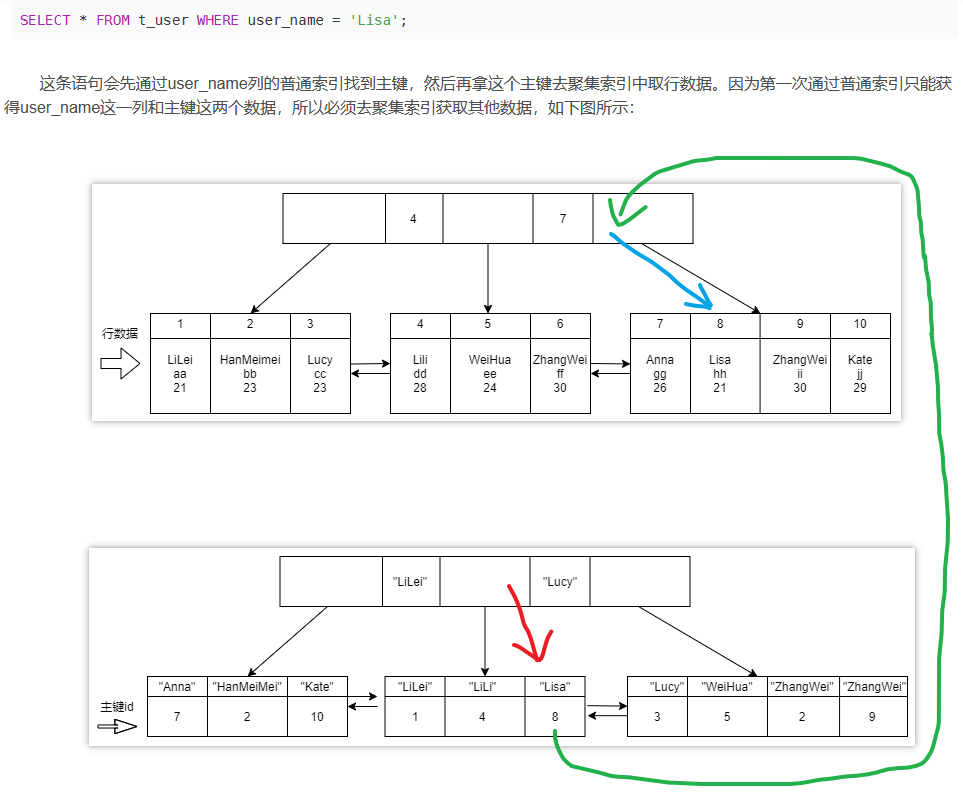 SELECT * FROM t_user WHERE user_name = 'Lisa';
这条语句会先通过user_name列的普通索引找到主键，然后再拿这个主键去聚集索引中取行数据。因为第一次通过普通索引只能获
得user_name这一列和主键这两个数据，所以必须去聚集索引获取其他数据，如下图所示：
4 7
行数据
1 2 3 4 5 6 7 8 9 10
LiLei HanMeimei Lucy Lili WeiHua ZhangWei Anna Lisa ZhangWei Kate
aa bb cc dd ee ff gg hh ii jj
21 23 23 28 24 30 26 21 30 29
"LiLei" "Lucy"
主键id
"Anna" "HanMeiMei" "Kate" "LiLei" "LiLi" "Lisa" "Lucy" "WeiHua" "ZhangWei" "ZhangWei"
7 2 10 1 4 8 3 5 2 9